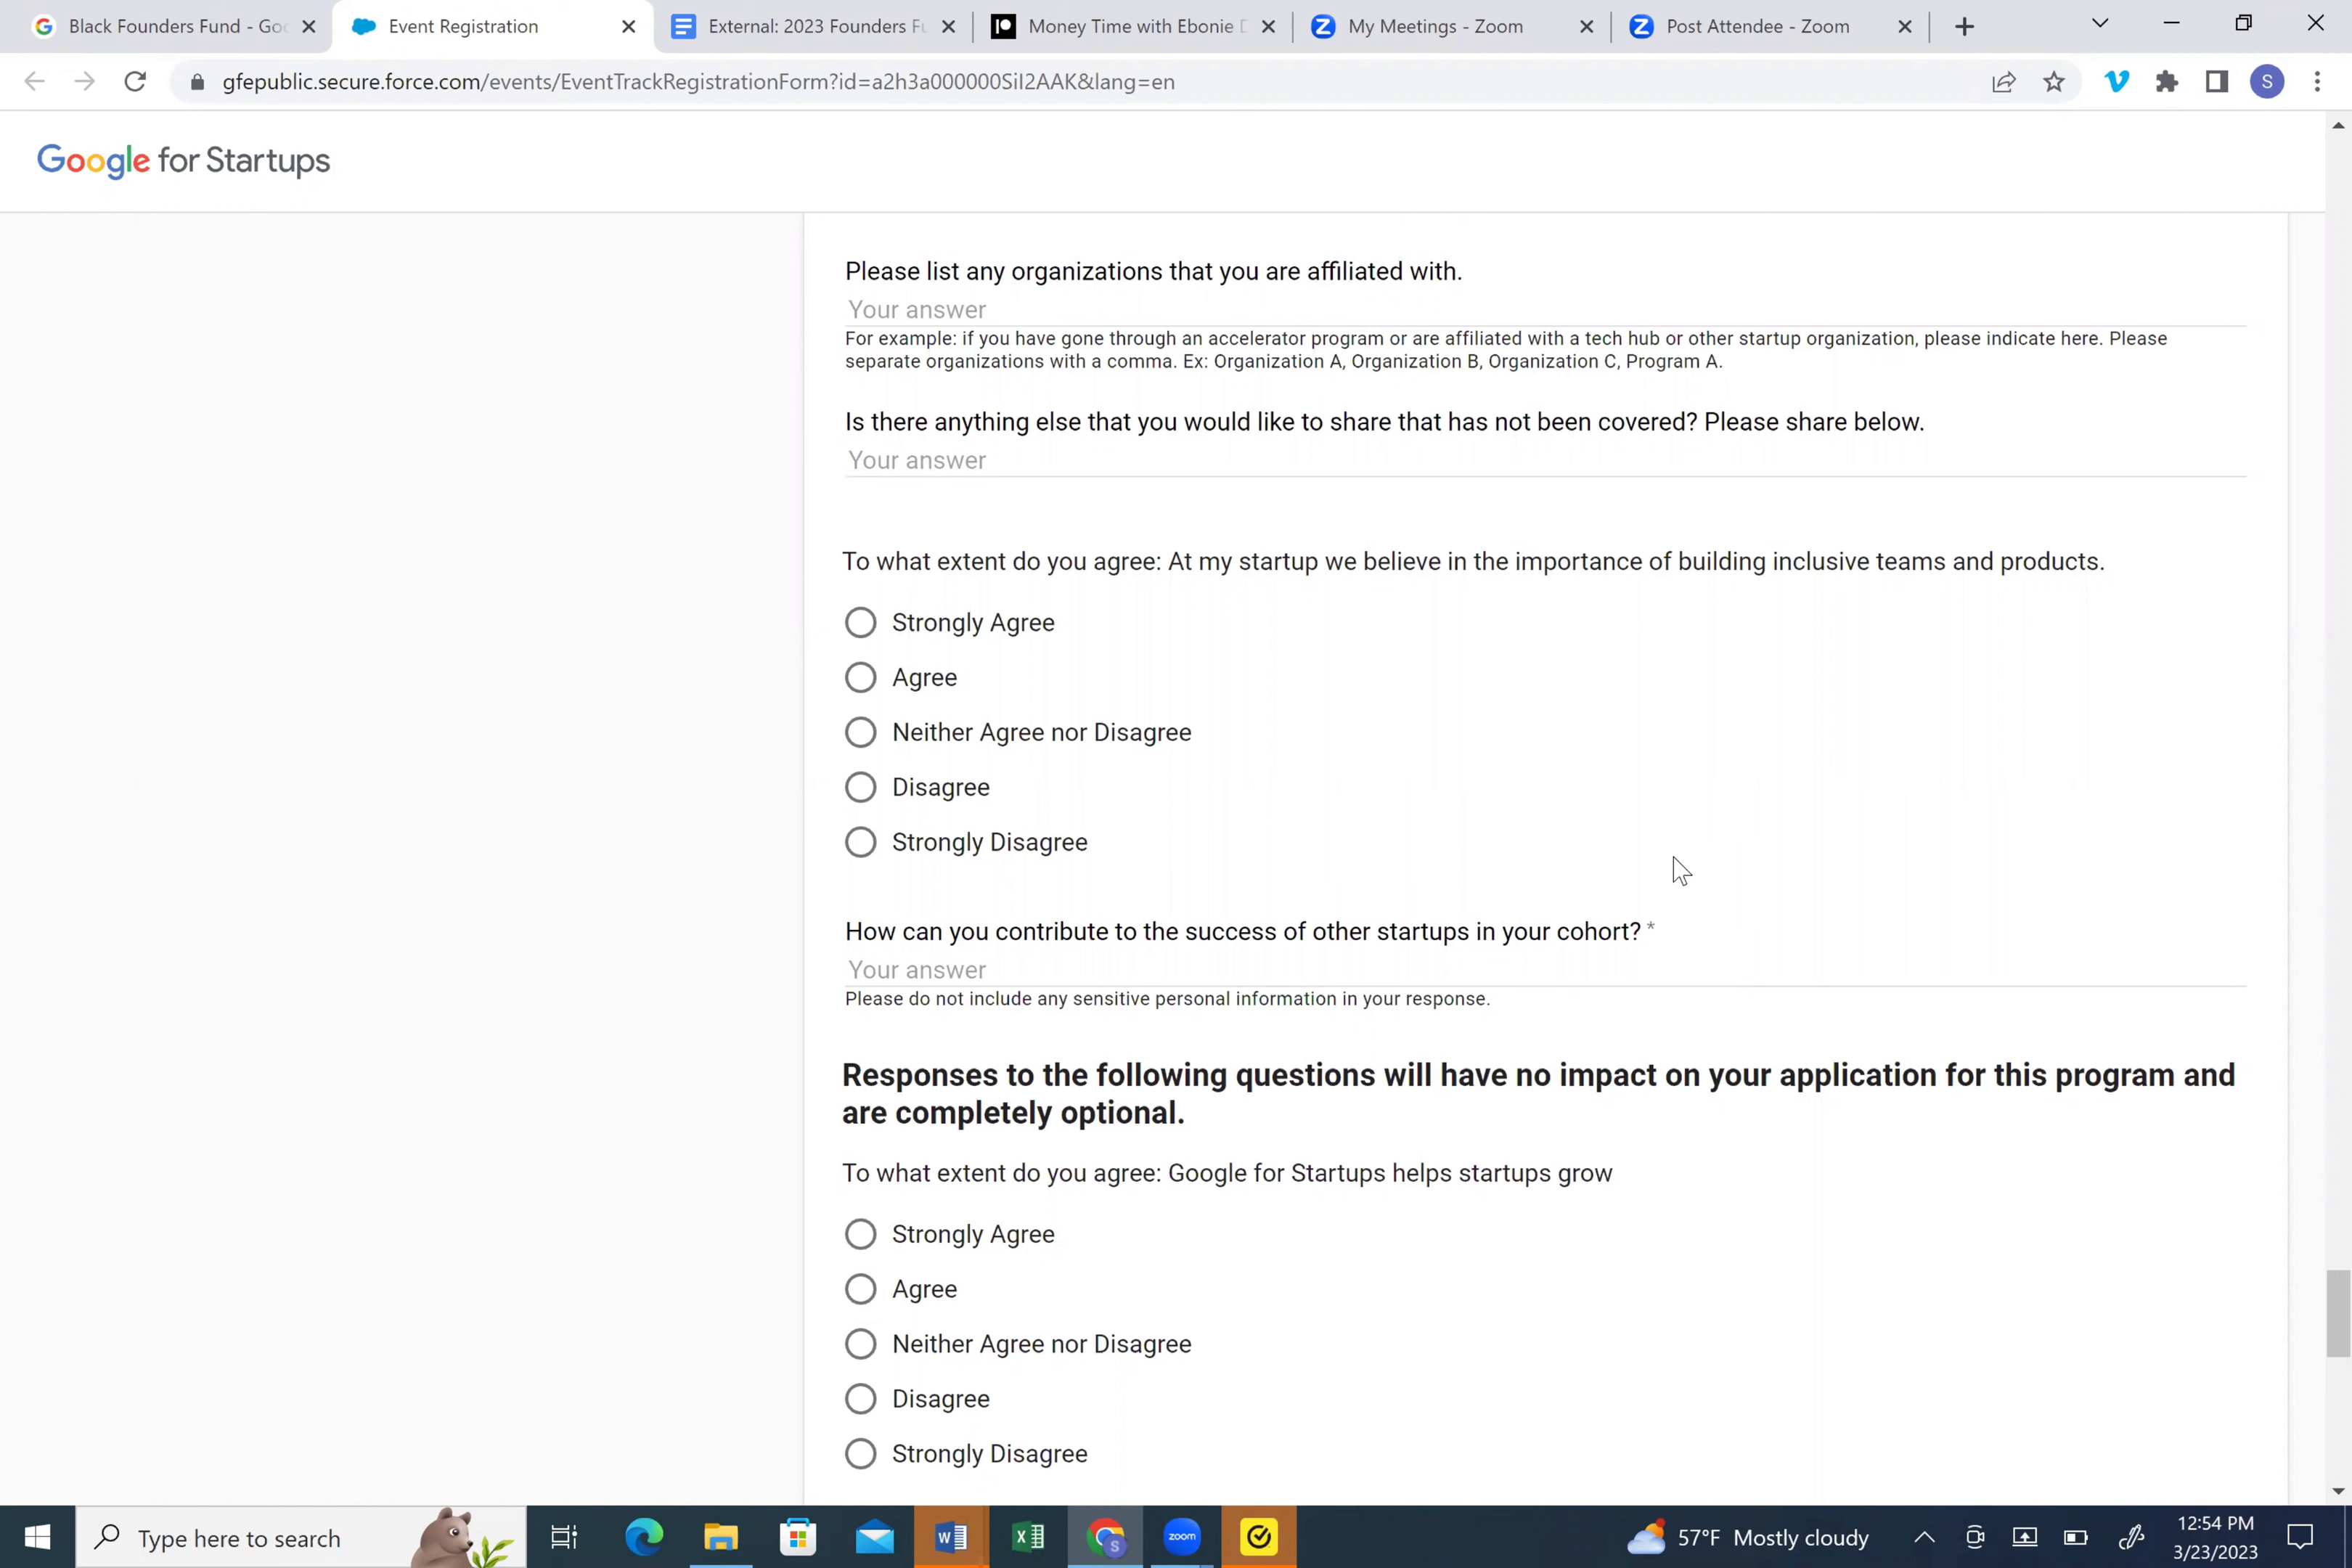 Black Founders Fund - Goo
Event Registration
External: 2023 Founders Fu
Money Time with Ebonie D
My Meetings - Zoom
Post Attendee - Zoom
gfepublic.secure.force.com/events/EventTrackRegistrationForm?id=a2h3a000000SiI2AAK&lang=en
S
Google for Startups
Please list any organizations that you are affiliated with.
Your answer
For example: if you have gone through an accelerator program or are affiliated with a tech hub or other startup organization, please indicate here. Please
separate organizations with a comma. Ex: Organization A, Organization B, Organization C, Program A.
Is there anything else that you would like to share that has not been covered? Please share below.
Your answer
To what extent do you agree: At my startup we believe in the importance of building inclusive teams and products.
Strongly Agree
Agree
Neither Agree nor Disagree
Disagree
Strongly Disagree
How can you contribute to the success of other startups in your cohort? *
Your answer
Please do not include any sensitive personal information in your response.
Responses to the following questions will have no impact on your application for this program and
are completely optional.
To what extent do you agree: Google for Startups helps startups grow
Strongly Agree
Agree
Neither Agree nor Disagree
Disagree
Strongly Disagree
Type here to search
zoom
57°F Mostly cloudy
12:54 PM
3/23/2023